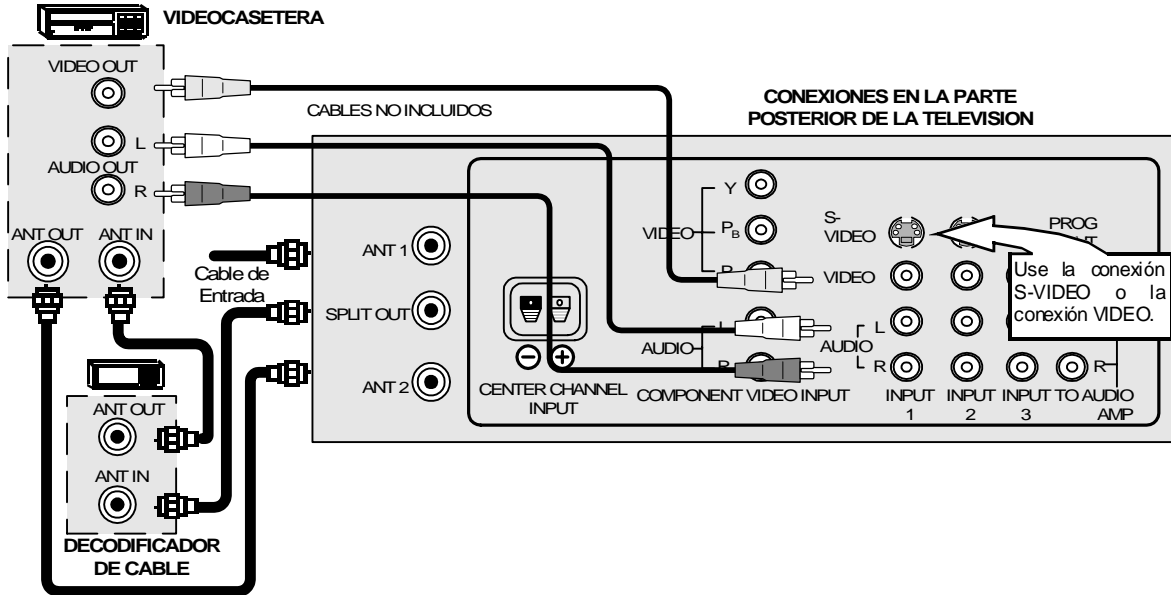 VIDEOCASETERA
VIDEO OUT
L
AUDIO OUT
R
ANT OUT
ANT IN
CABLES NO INCLUIDOS
CONEXIONES EN LA PARTE
POSTERIOR DE LA TELEVISION
Cable de
Entrada
ANT 1
SPLIT OUT
ANT 2
CENTER CHANNEL
INPUT
VIDEO
Y
PB
AUDIO
COMPONENT VIDEO INPUT
S-
VIDEO
VIDEO
AUDIO
L
R
INPUT
1
INPUT
2
INPUT
3
TO AUDIO
AMP
R
PROG
Use la conexión
S-VIDEO o la
conexión VIDEO.
ANT OUT
ANT IN
DECODIFICADOR
DE CABLE